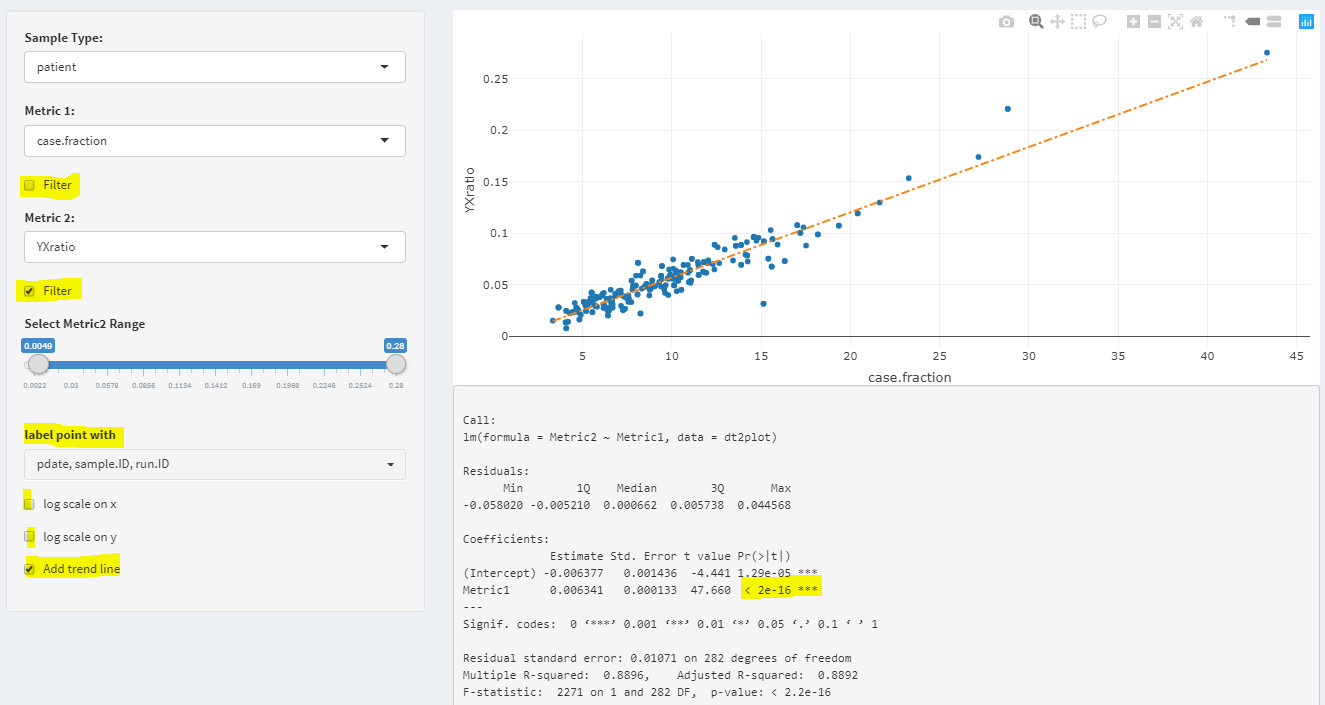 Sample Type:
patient
Metric 1:
case.fraction
Filter
Metric 2:
YXratio
Filter
Select Metric2 Range
0.0049 0.28
0.0022 0.03 0.0578 0.0856 0.1134 0.1412 0.169 0.1968 0.2246 0.2524 0.28
label point with
pdate, sample.ID, run.ID
log scale on x
log scale on y
Add trend line
YXratio
0.25
0.2
0.15
0.1
0.05
0
5 10 15 20 25 30 35 40 45
case.fraction
Call:
lm(formula = Metric2 ~ Metric1, data = dt2plot)
Residuals:
Min 1Q Median 3Q Max
-0.058020 -0.005210 0.000662 0.005738 0.044568
Coefficients:
Estimate Std. Error t value Pr(>|t|)
(Intercept) -0.006377 0.001436 -4.441 1.29e-05 ***
Metric1 0.006341 0.000133 47.660 < 2e-16 ***
---
Signif. codes: 0 ‘***’ 0.001 ‘**’ 0.01 ‘*’ 0.05 ‘.’ 0.1 ‘ ’ 1
Residual standard error: 0.01071 on 282 degrees of freedom
Multiple R-squared: 0.8896, Adjusted R-squared: 0.8892
F-statistic: 2271 on 1 and 282 DF, p-value: < 2.2e-16